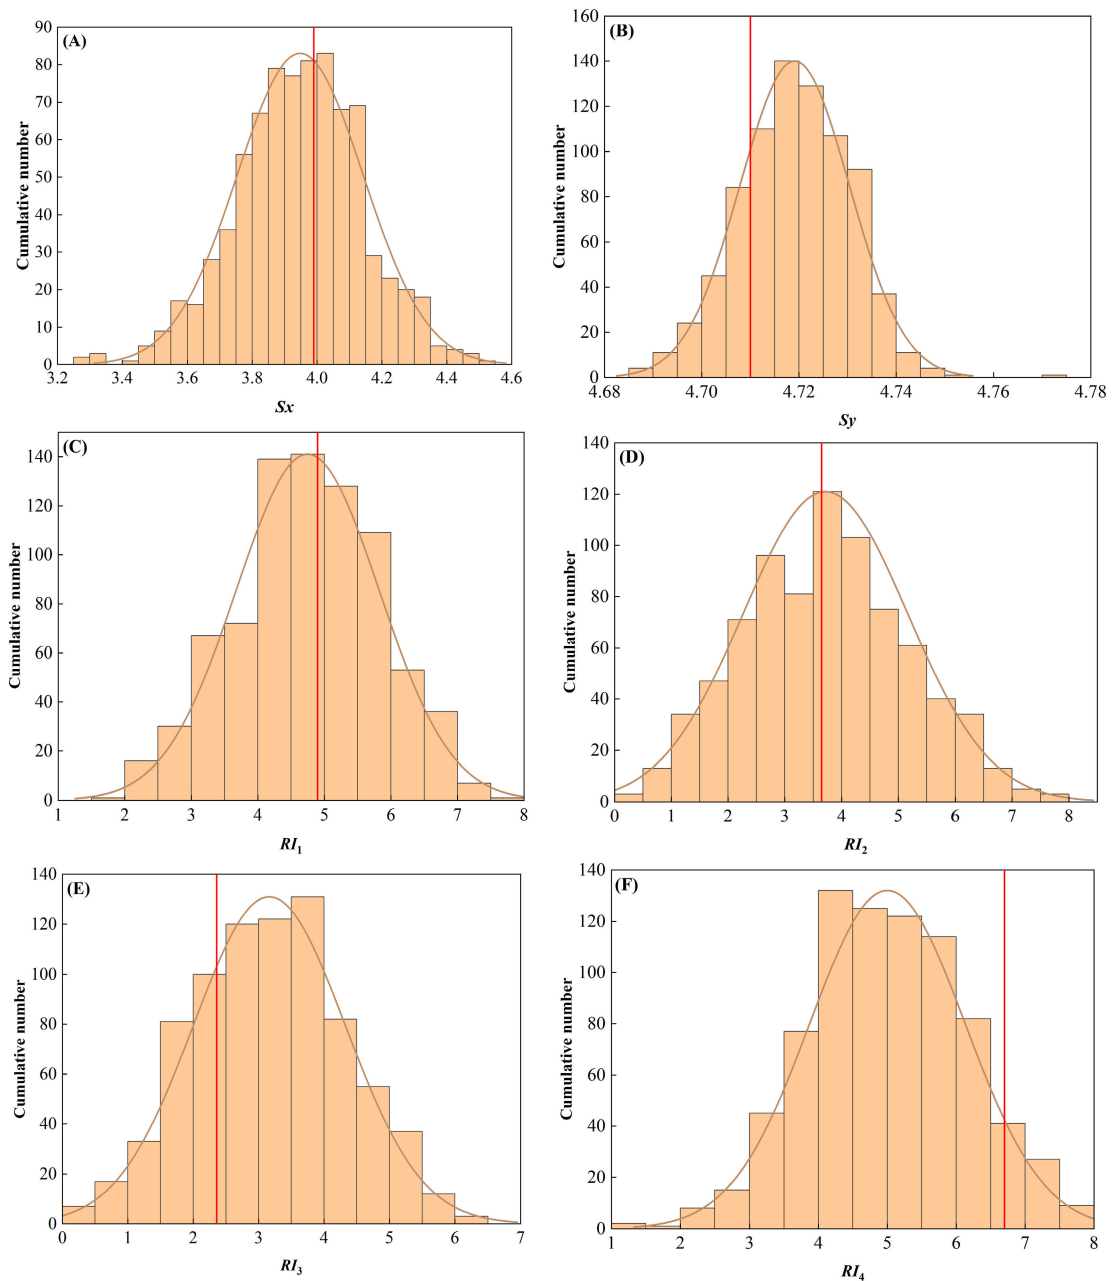 (A)
90
80
70
60
50
40
30
20
10
0
Cumulative number
3.2 3.4 3.6 3.8 4.0 4.2 4.4 4.6
Sx
(B)
160
140
120
100
80
60
40
20
0
Cumulative number
4.68 4.70 4.72 4.74 4.76 4.78
Sy
(C)
140
120
100
80
60
40
20
0
Cumulative number
1 2 3 4 5 6 7 8
RI1
(D)
140
120
100
80
60
40
20
0
Cumulative number
0 1 2 3 4 5 6 7 8
RI2
(E)
140
120
100
80
60
40
20
0
Cumulative number
0 1 2 3 4 5 6 7
RI3
(F)
140
120
100
80
60
40
20
0
Cumulative number
1 2 3 4 5 6 7 8
RI4